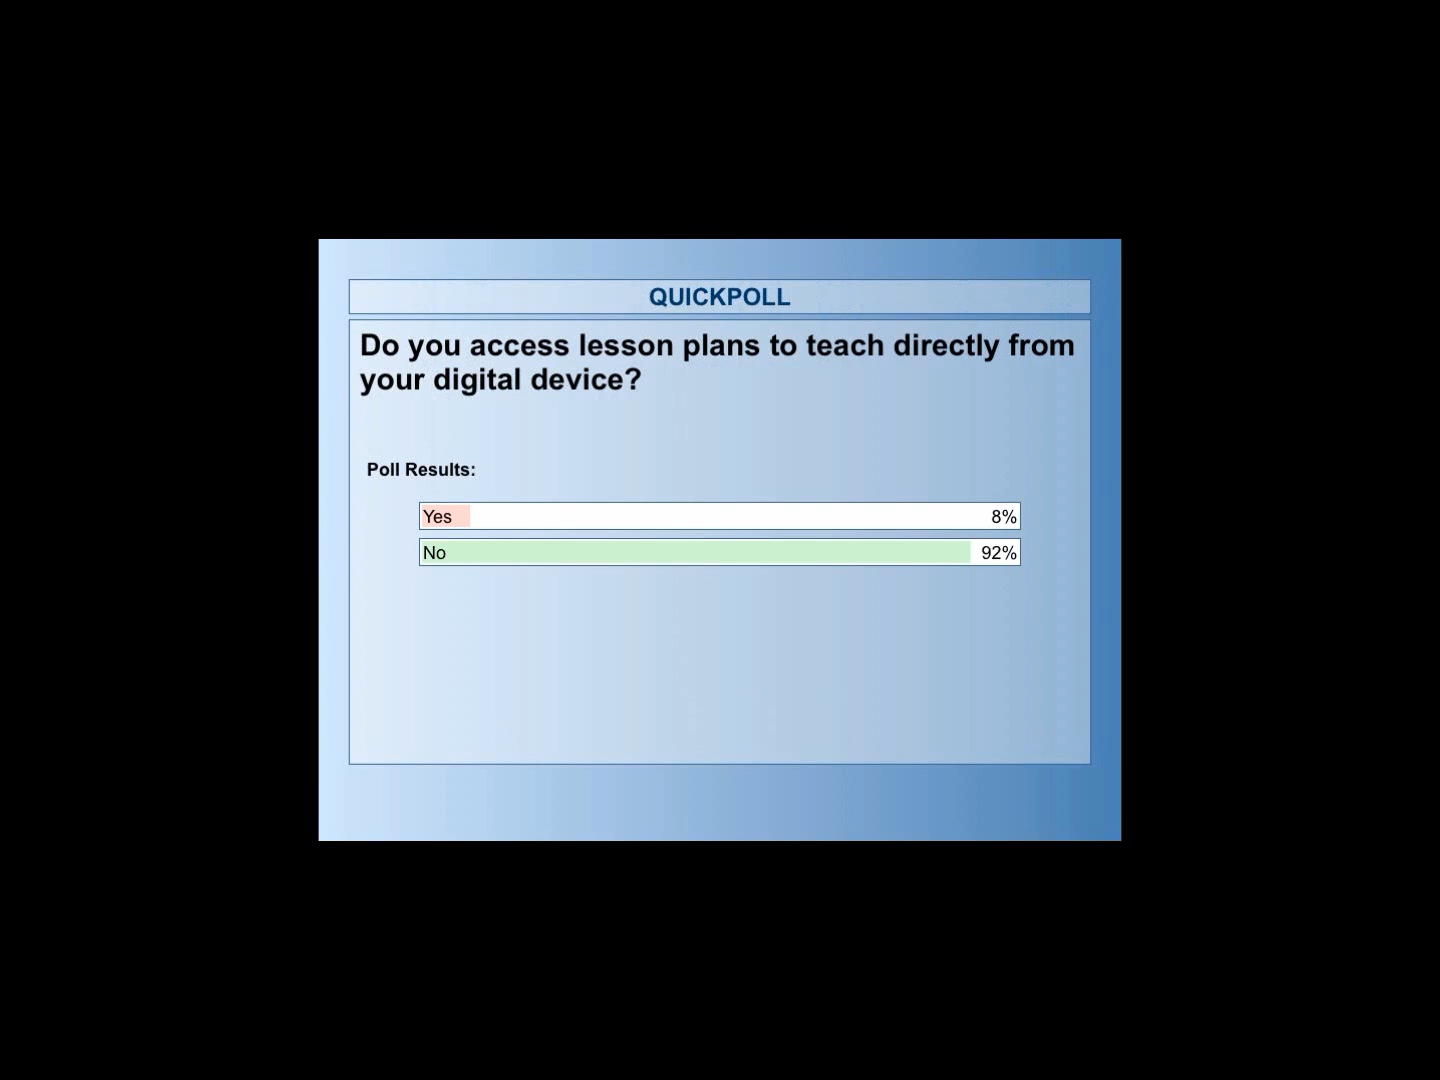 QUICKPOLL
Do you access lesson plans to teach directly from
your digital device?
Poll Results:
Yes 8%
No 92%